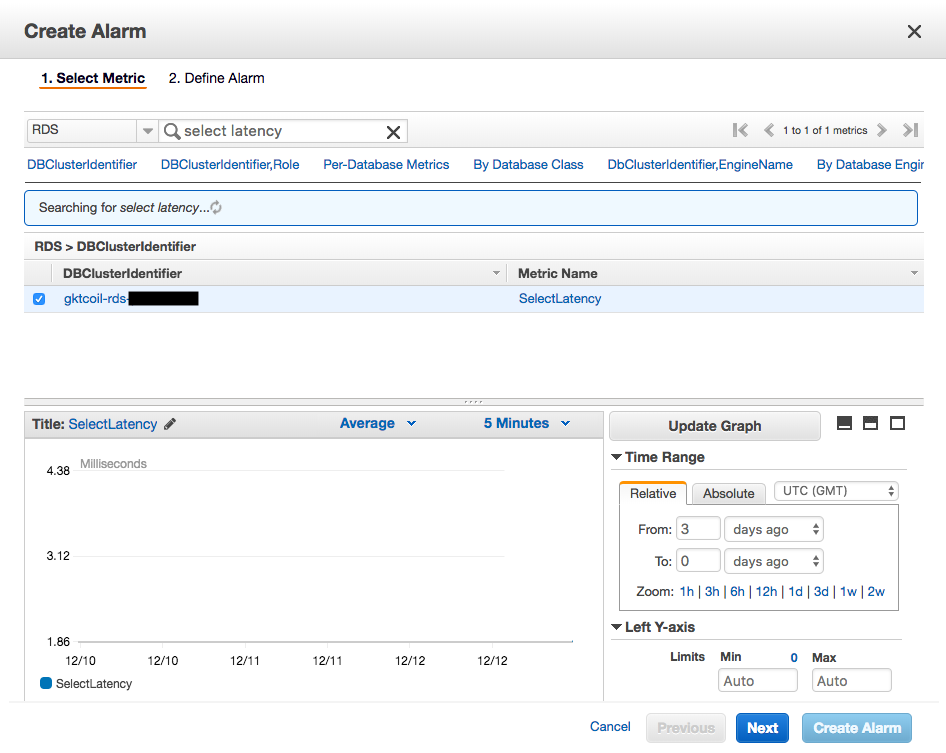 Create Alarm
1. Select Metric 2. Define Alarm
RDS select latency 1 to 1 of 1 metrics
DBClusterIdentifier DBClusterIdentifier,Role Per-Database Metrics By Database Class DbClusterIdentifier,EngineName By Database Engin
Searching for select latency...
RDS > DBClusterIdentifier
DBClusterIdentifier Metric Name
gktcoil-rds- SelectLatency
Title: SelectLatency Average 5 Minutes Update Graph
Time Range
Milliseconds
4.38
3.12
1.86
12/10 12/10 12/11 12/11 12/12 12/12
SelectLatency
Relative Absolute UTC (GMT)
From: 3 days ago
To: 0 days ago
Zoom: 1h | 3h | 6h | 12h | 1d | 3d | 1w | 2w
Left Y-axis
Limits Min 0 Max
Auto Auto
Cancel Previous Next Create Alarm